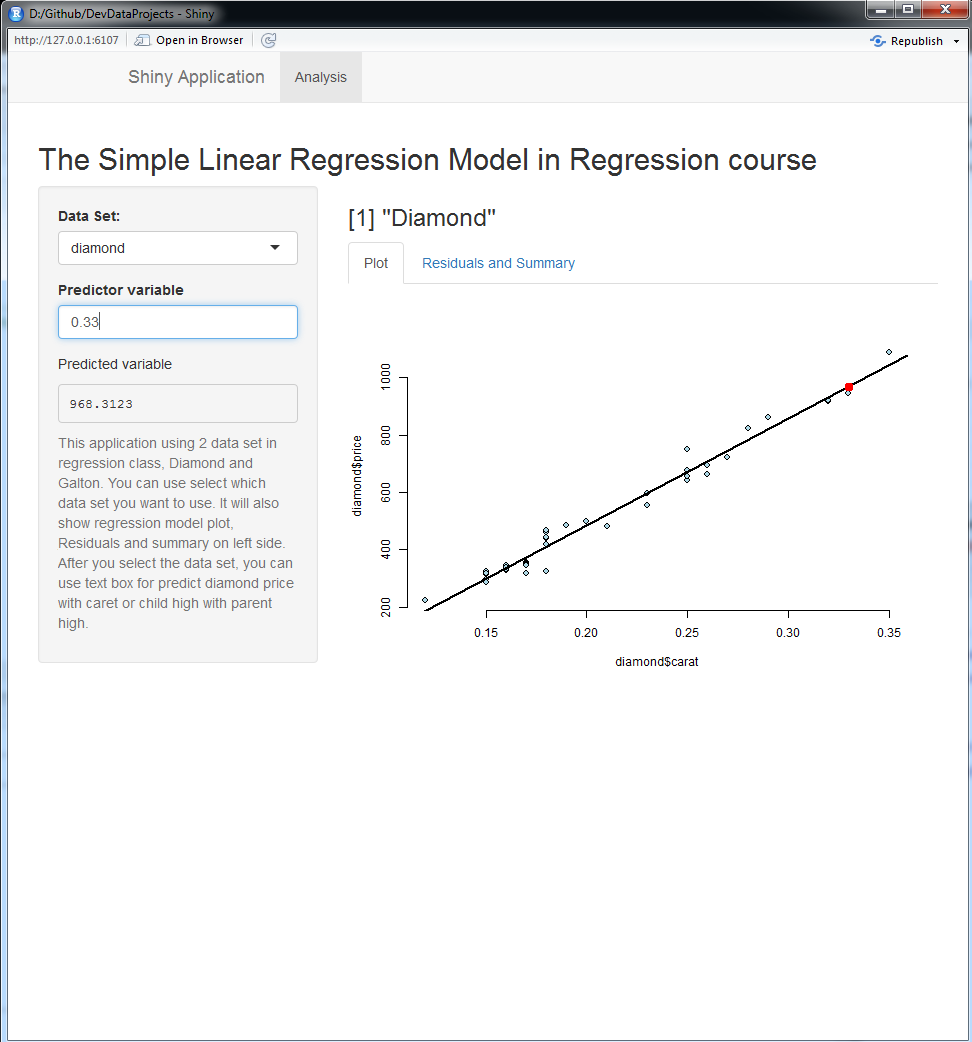 D:/Github/DevDataProjects - Shiny
http://127.0.0.1:6107 Open in Browser Republish
Shiny Application Analysis
The Simple Linear Regression Model in Regression course
Data Set:
diamond
Predictor variable
0.33
Predicted variable
968.3123
This application using 2 data set in
regression class, Diamond and
Galton. You can use select which
data set you want to use. It will also
show regression model plot,
Residuals and summary on left side.
After you select the data set, you can
use text box for predict diamond price
with caret or child high with parent
high.
[1] "Diamond"
Plot Residuals and Summary
diamond$price
1000
800
600
400
200
0.15 0.20 0.25 0.30 0.35
diamond$carat